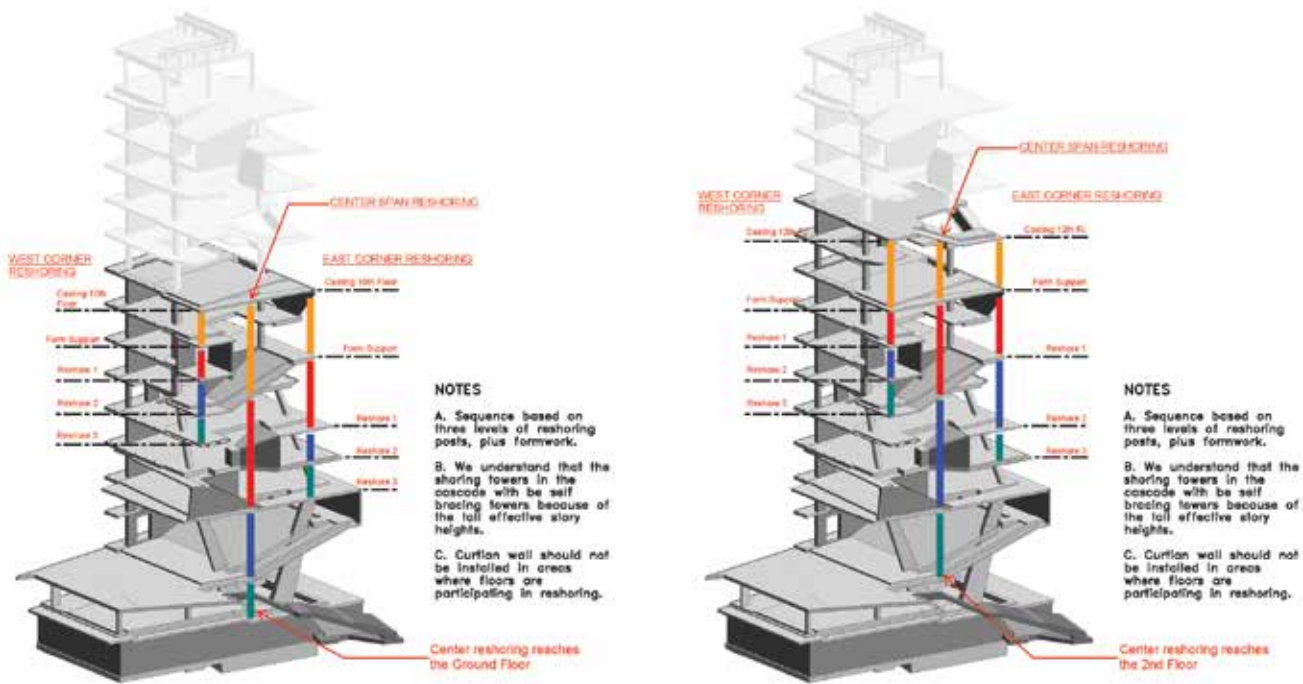 CENTER SPAN RESHORING
WEST CORNER
RESHORING
EAST CORNER RESHORING
Casting 10th
Floor
Casting 10th Floor
Form Support
Form Support
Reshore 1
Reshore 2
Reshore 3
Reshore 1
Reshore 2
Reshore 3
NOTES
A. Sequence based on
three levels of reshoring
posts, plus formwork.
B. We understand that the
shoring towers in the
cascade with be self
bracing towers because of
the tall effective story
heights.
C. Curtian wall should not
be installed in areas
where floors are
participating in reshoring.
Center reshoring reaches
the Ground Floor
CENTER SPAN RESHORING
WEST CORNER
RESHORING
EAST CORNER RESHORING
Casting 12th
Casting 12th FL
Form Support
Form Support
Reshore 1
Reshore 2
Reshore 3
Reshore 1
Reshore 2
Reshore 3
NOTES
A. Sequence based on
three levels of reshoring
posts, plus formwork.
B. We understand that the
shoring towers in the
cascade with be self
bracing towers because of
the tall effective story
heights.
C. Curtian wall should not
be installed in areas
where floors are
participating in reshoring.
Center reshoring reaches
the 2nd Floor